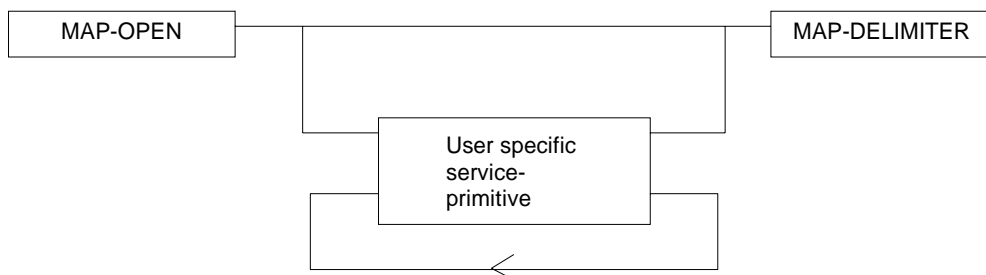 MAP-OPEN
MAP-DELIMITER
User specific
service-
primitive